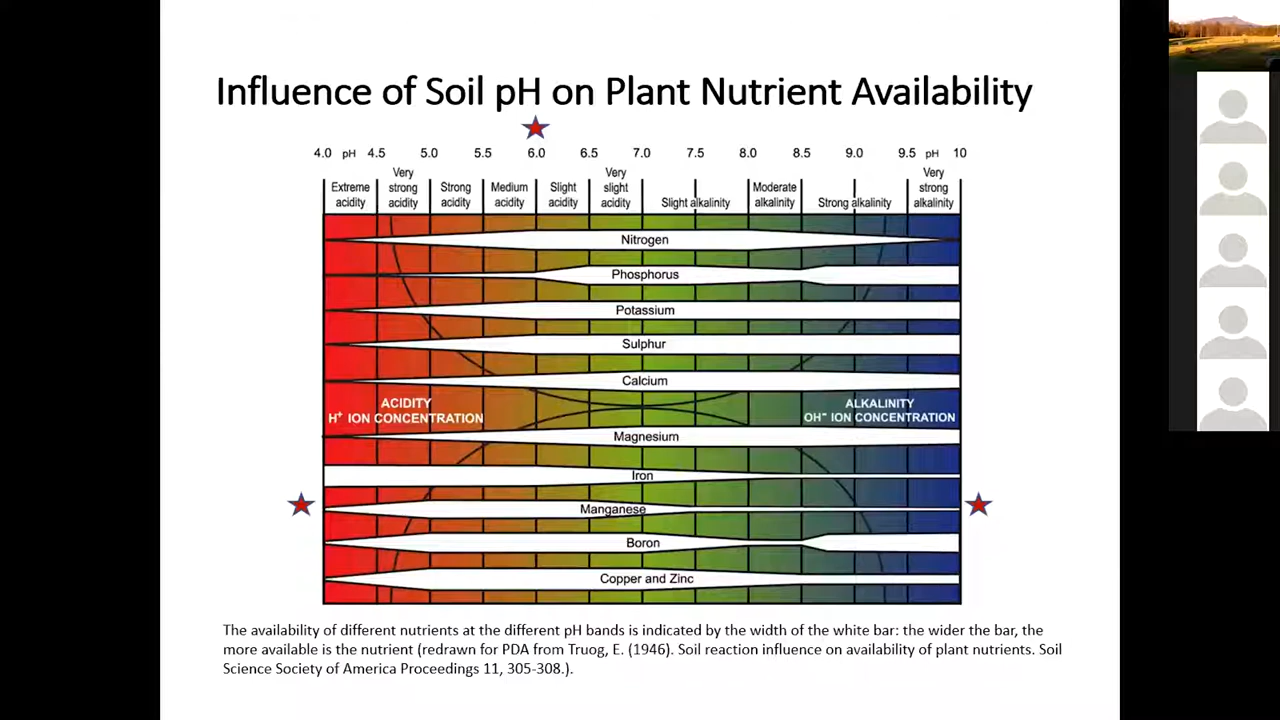 Influence of Soil pH on Plant Nutrient Availability
4.0 pH 4.5 5.0 5.5 6.0 6.5 7.0 7.5 8.0 8.5 9.0 9.5 pH 10
Extreme acidity
Very strong acidity
Strong acidity
Medium acidity
Slight acidity
Very slight acidity
Slight alkalinity
Moderate alkalinity
Strong alkalinity
Very strong alkalinity
Nitrogen
Phosphorus
Potassium
Sulphur
Calcium
ACIDITY
H⁺ ION CONCENTRATION
ALKALINITY
OH⁻ ION CONCENTRATION
Magnesium
Iron
Manganese
Boron
Copper and Zinc
The availability of different nutrients at the different pH bands is indicated by the width of the white bar: the wider the bar, the
more available is the nutrient (redrawn for PDA from Truog, E. (1946). Soil reaction influence on availability of plant nutrients. Soil
Science Society of America Proceedings 11, 305-308.).